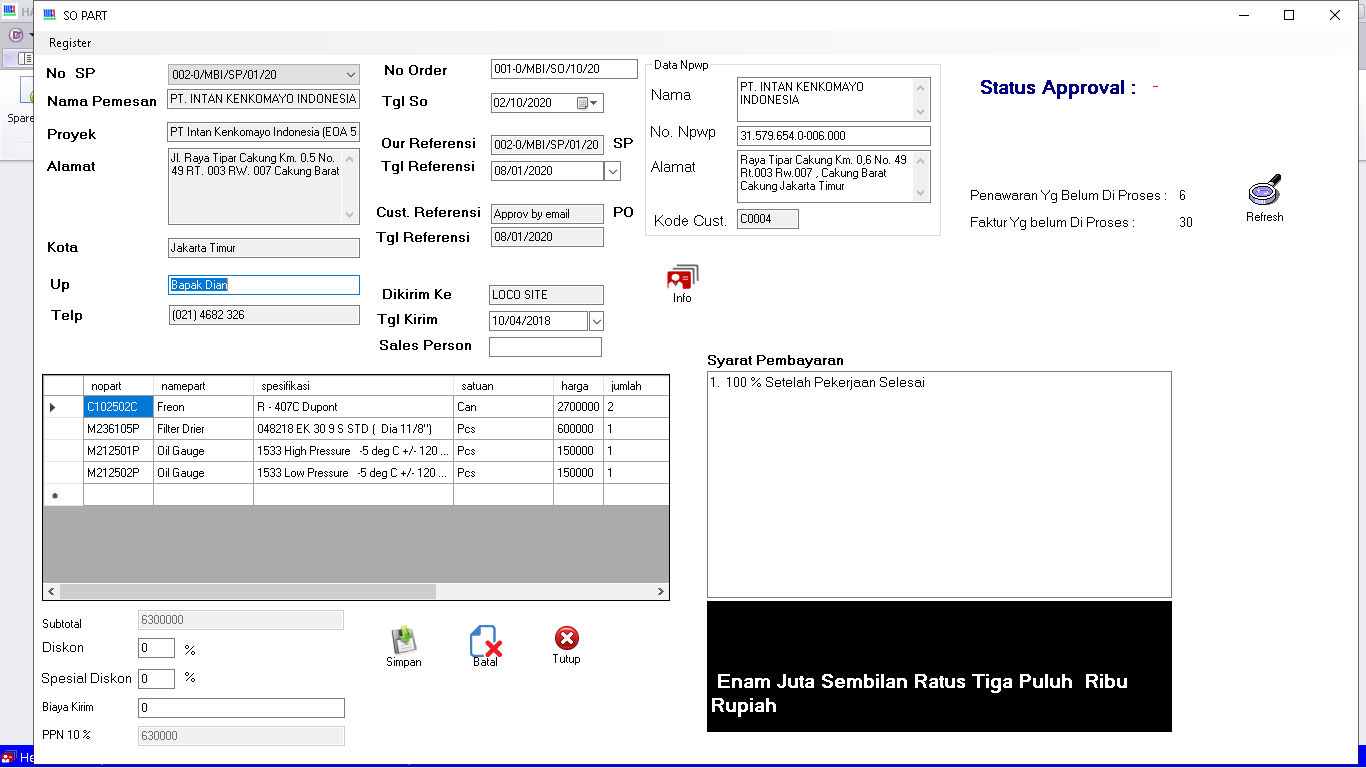 SO PART
Register
No SP
002-0/MBI/SP/01/20
Nama Pemesan
PT. INTAN KENKOMAYO INDONESIA
Proyek
PT Intan Kenkomayo Indonesia (EOA 5
Alamat
Jl. Raya Tipar Cakung Km. 0.5 No.
49 RT. 003 RW. 007 Cakung Barat
Kota
Jakarta Timur
Up
Bapak Dian
Telp
(021) 4682 326
No Order
001-0/MBI/SO/10/20
Tgl So
02/10/2020
Our Referensi
002-0/MBI/SP/01/20
SP
Tgl Referensi
08/01/2020
Cust. Referensi
Approv by email
PO
Tgl Referensi
08/01/2020
Dikirim Ke
LOCO SITE
Tgl Kirim
10/04/2018
Sales Person
Data Npwp
Nama
PT. INTAN KENKOMAYO
INDONESIA
No. Npwp
31.579.654.0-006.000
Alamat
Raya Tipar Cakung Km. 0,6 No. 49
Rt.003 Rw.007 , Cakung Barat
Cakung Jakarta Timur
Kode Cust.
C0004
Info
Status Approval : -
Penawaran Yg Belum Di Proses : 6
Faktur Yg belum Di Proses : 30
Refresh
nopart namepart spesifikasi satuan harga jumlah
C102502C Freon R - 407C Dupont Can 2700000 2
M236105P Filter Drier 048218 EK 30 9 S STD ( Dia 11/8") Pcs 600000 1
M212501P Oil Gauge 1533 High Pressure -5 deg C +/- 120 ... Pcs 150000 1
M212502P Oil Gauge 1533 Low Pressure -5 deg C +/- 120 ... Pcs 150000 1
Syarat Pembayaran
1. 100 % Setelah Pekerjaan Selesai
Subtotal
6300000
Diskon
0 %
Spesial Diskon
0 %
Biaya Kirim
0
PPN 10 %
630000
Simpan
Batal
Tutup
Enam Juta Sembilan Ratus Tiga Puluh Ribu
Rupiah
Spare
He